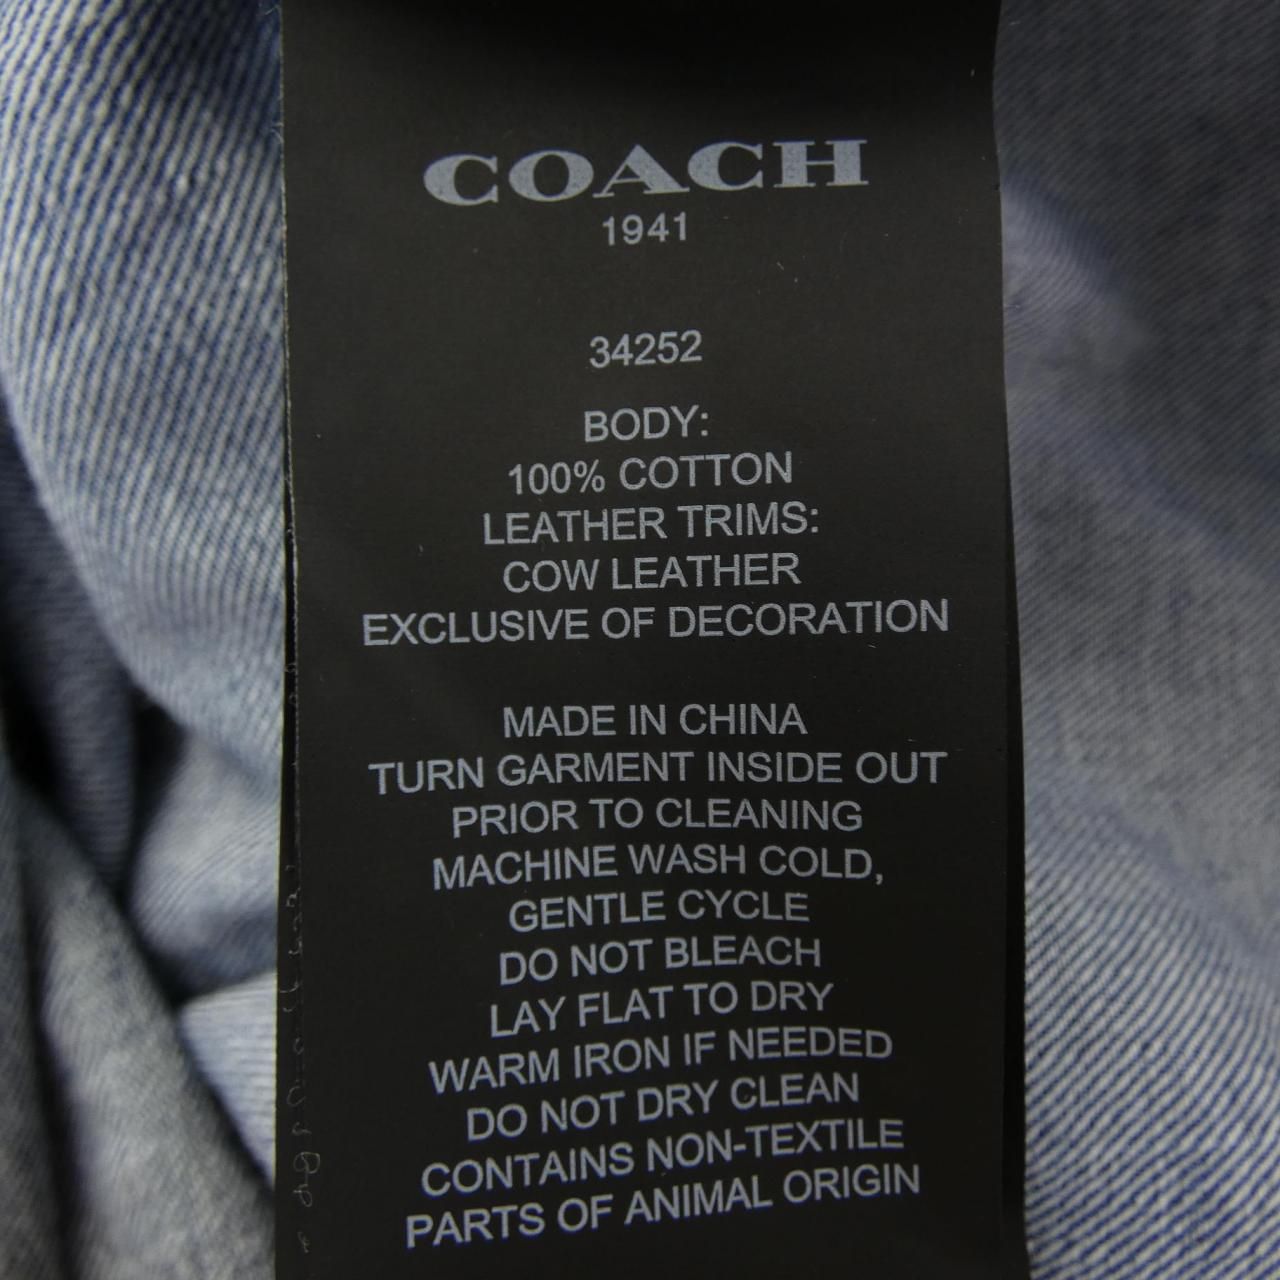 COACH
1941
34252
BODY:
100% COTTON
LEATHER TRIMS:
COW LEATHER
EXCLUSIVE OF DECORATION
MADE IN CHINA
TURN GARMENT INSIDE OUT
PRIOR TO CLEANING
MACHINE WASH COLD,
GENTLE CYCLE
DO NOT BLEACH
LAY FLAT TO DRY
WARM IRON IF NEEDED
DO NOT DRY CLEAN
CONTAINS NON-TEXTILE
PARTS OF ANIMAL ORIGIN